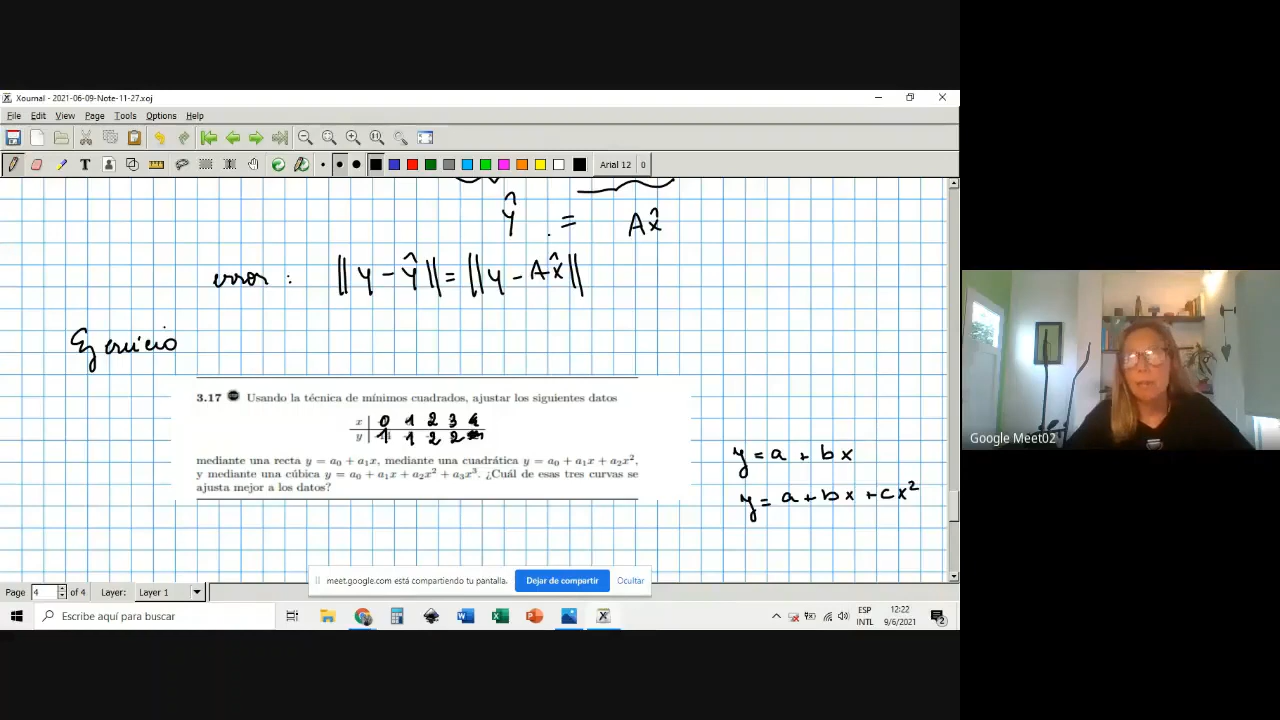 Xournal - 2021-06-09-Note-11-27.xoj
File Edit View Page Tools Options Help
Arial 12 0
Ŷ = Ax̂
error : ||y - Ŷ|| = ||y - Ax̂||
Ejercicio
3.17 Usando la técnica de mínimos cuadrados, ajustar los siguientes datos
x | 0 1 2 3 4
y | 1 1 2 2
mediante una recta y = a₀ + a₁x, mediante una cuadrática y = a₀ + a₁x + a₂x²,
y mediante una cúbica y = a₀ + a₁x + a₂x² + a₃x³. ¿Cuál de esas tres curvas se
ajusta mejor a los datos?
y = a + bx
y = a + bx + cx²
Google Meet02
meet.google.com está compartiendo tu pantalla. Dejar de compartir Ocultar
Page 4 of 4 Layer: Layer 1
Escribe aquí para buscar
ESP
INTL
12:22
9/6/2021
2